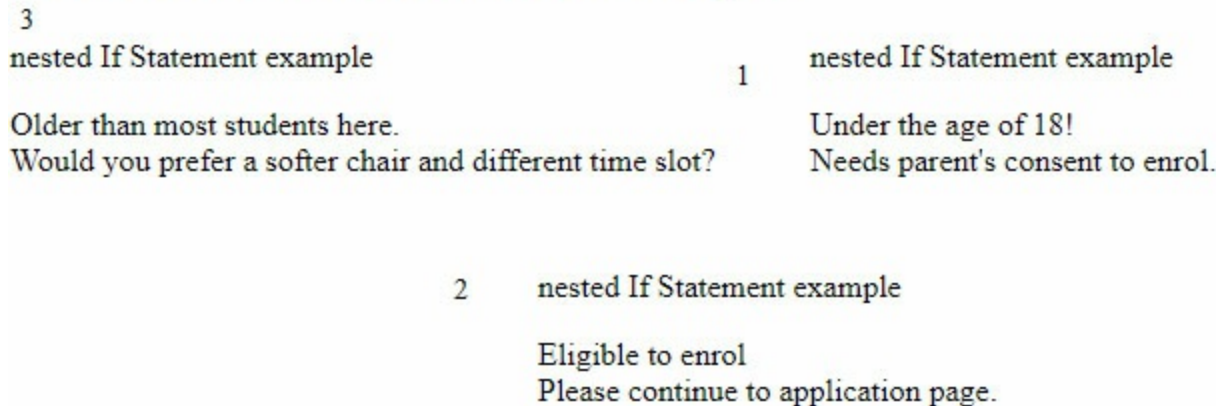 3
nested If Statement example
Older than most students here.
Would you prefer a softer chair and different time slot?
1
nested If Statement example
Under the age of 18!
Needs parent's consent to enrol.
2
nested If Statement example
Eligible to enrol
Please continue to application page.